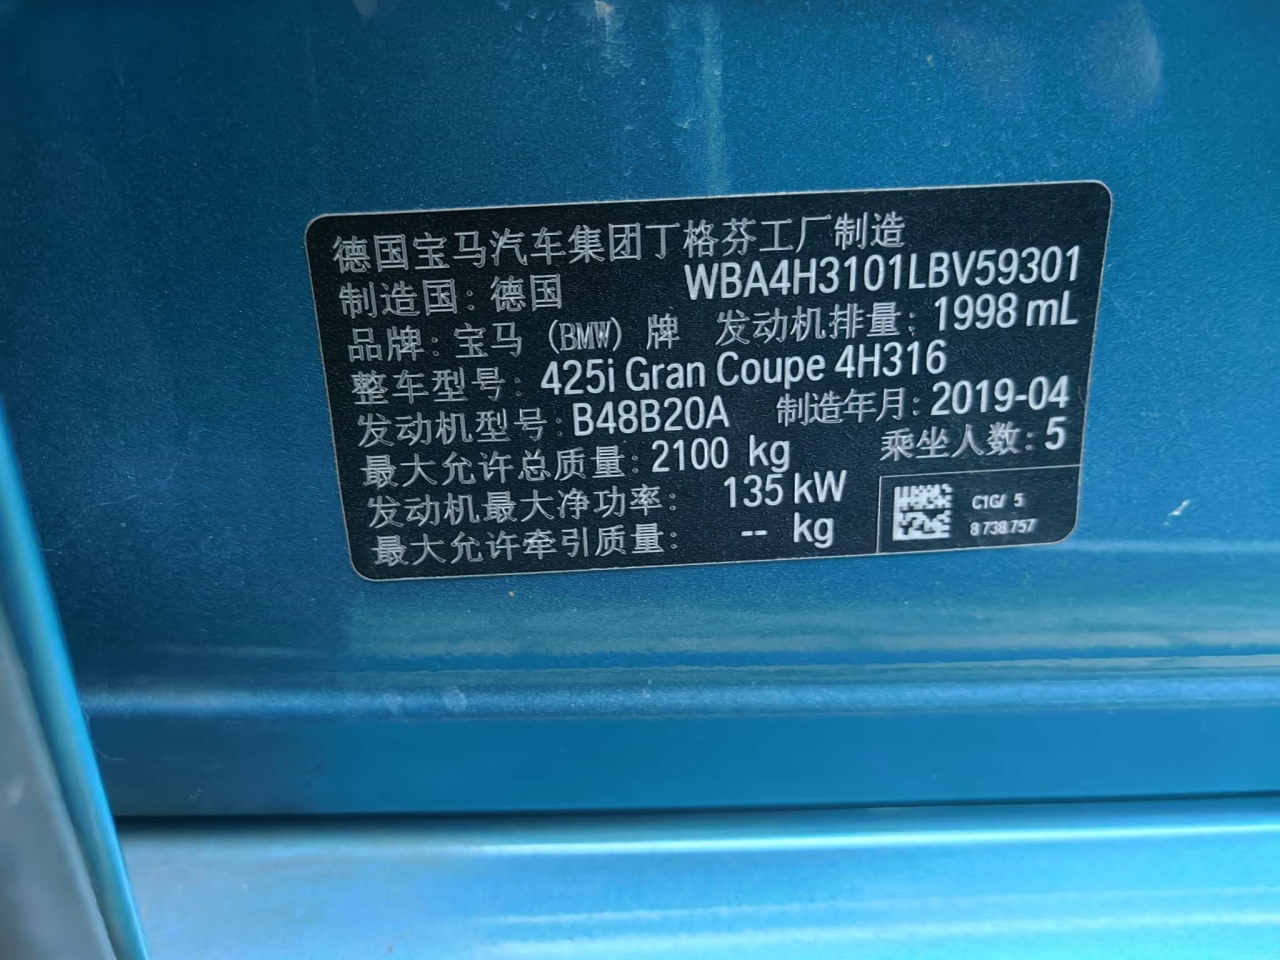 德国宝马汽车集团丁格芬工厂制造
制造国：德国 WBA4H3101LBV59301
品牌：宝马（BMW）牌 发动机排量：1998 mL
整车型号：425i Gran Coupe 4H316
发动机型号：B48B20A 制造年月：2019-04
最大允许总质量：2100 kg 乘坐人数：5
发动机最大净功率：135 kW
最大允许牵引质量：-- kg
C1G/ 5
8 738 757